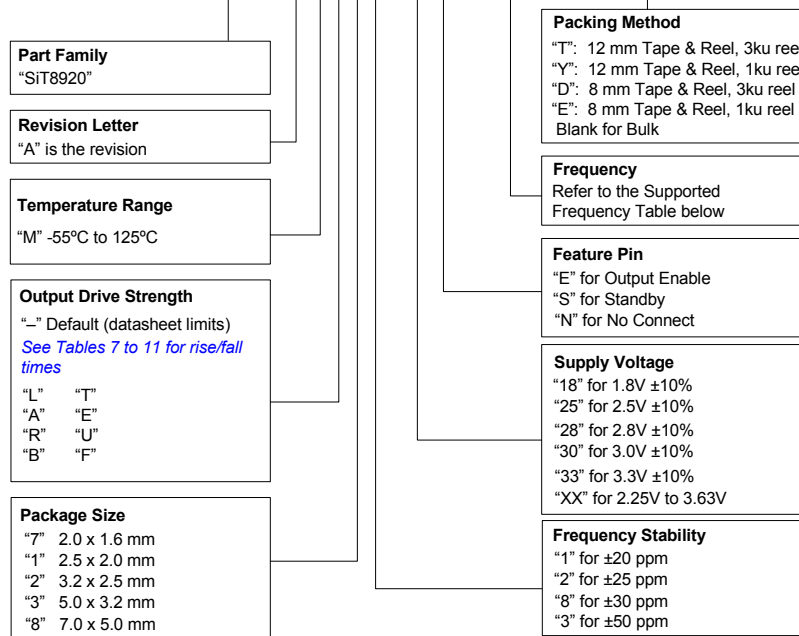 Part Family
“SiT8920”
Revision Letter
“A” is the revision
Temperature Range
“M” -55ºC to 125ºC
Output Drive Strength
“–” Default (datasheet limits)
See Tables 7 to 11 for rise/fall
times
“L” “T”
“A” “E”
“R” “U”
“B” “F”
Package Size
“7” 2.0 x 1.6 mm
“1” 2.5 x 2.0 mm
“2” 3.2 x 2.5 mm
“3” 5.0 x 3.2 mm
“8” 7.0 x 5.0 mm
Packing Method
“T”: 12 mm Tape & Reel, 3ku ree
“Y”: 12 mm Tape & Reel, 1ku ree
“D”: 8 mm Tape & Reel, 3ku reel
“E”: 8 mm Tape & Reel, 1ku reel
Blank for Bulk
Frequency
Refer to the Supported
Frequency Table below
Feature Pin
“E” for Output Enable
“S” for Standby
“N” for No Connect
Supply Voltage
“18” for 1.8V ±10%
“25” for 2.5V ±10%
“28” for 2.8V ±10%
“30” for 3.0V ±10%
“33” for 3.3V ±10%
“XX” for 2.25V to 3.63V
Frequency Stability
“1” for ±20 ppm
“2” for ±25 ppm
“8” for ±30 ppm
“3” for ±50 ppm